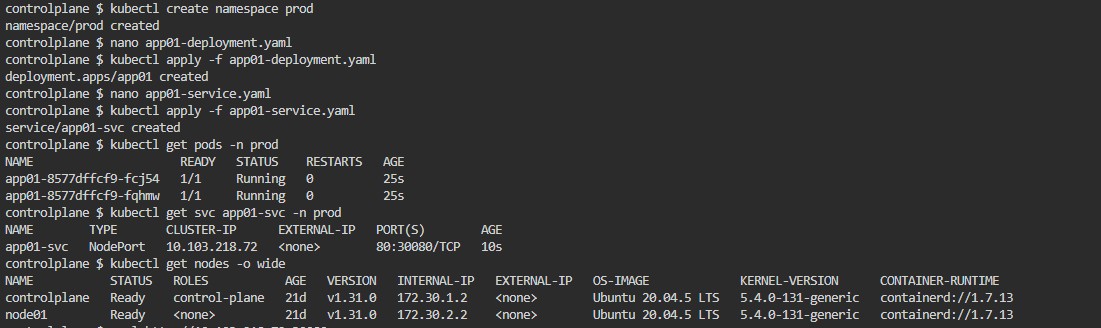 controlplane $ kubectl create namespace prod
namespace/prod created
controlplane $ nano app01-deployment.yaml
controlplane $ kubectl apply -f app01-deployment.yaml
deployment.apps/app01 created
controlplane $ nano app01-service.yaml
controlplane $ kubectl apply -f app01-service.yaml
service/app01-svc created
controlplane $ kubectl get pods -n prod
NAME READY STATUS RESTARTS AGE
app01-8577dffcf9-fcj54 1/1 Running 0 25s
app01-8577dffcf9-fqhmw 1/1 Running 0 25s
controlplane $ kubectl get svc app01-svc -n prod
NAME TYPE CLUSTER-IP EXTERNAL-IP PORT(S) AGE
app01-svc NodePort 10.103.218.72 <none> 80:30080/TCP 10s
controlplane $ kubectl get nodes -o wide
NAME STATUS ROLES AGE VERSION INTERNAL-IP EXTERNAL-IP OS-IMAGE KERNEL-VERSION CONTAINER-RUNTIME
controlplane Ready control-plane 21d v1.31.0 172.30.1.2 <none> Ubuntu 20.04.5 LTS 5.4.0-131-generic containerd://1.7.13
node01 Ready <none> 21d v1.31.0 172.30.2.2 <none> Ubuntu 20.04.5 LTS 5.4.0-131-generic containerd://1.7.13